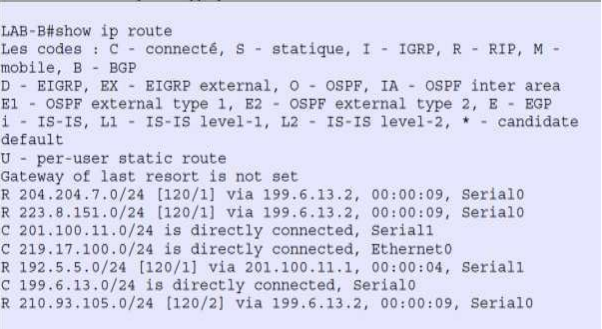 LAB-B#show ip route
Les codes : C - connecté, S - statique, I - IGRP, R - RIP, M -
mobile, B - BGP
D - EIGRP, EX - EIGRP external, O - OSPF, IA - OSPF inter area
E1 - OSPF external type 1, E2 - OSPF external type 2, E - EGP
i - IS-IS, L1 - IS-IS level-1, L2 - IS-IS level-2, * - candidate
default
U - per-user static route
Gateway of last resort is not set
R 204.204.7.0/24 [120/1] via 199.6.13.2, 00:00:09, Serial0
R 223.8.151.0/24 [120/1] via 199.6.13.2, 00:00:09, Serial0
C 201.100.11.0/24 is directly connected, Serial1
C 219.17.100.0/24 is directly connected, Ethernet0
R 192.5.5.0/24 [120/1] via 201.100.11.1, 00:00:04, Serial1
C 199.6.13.0/24 is directly connected, Serial0
R 210.93.105.0/24 [120/2] via 199.6.13.2, 00:00:09, Serial0